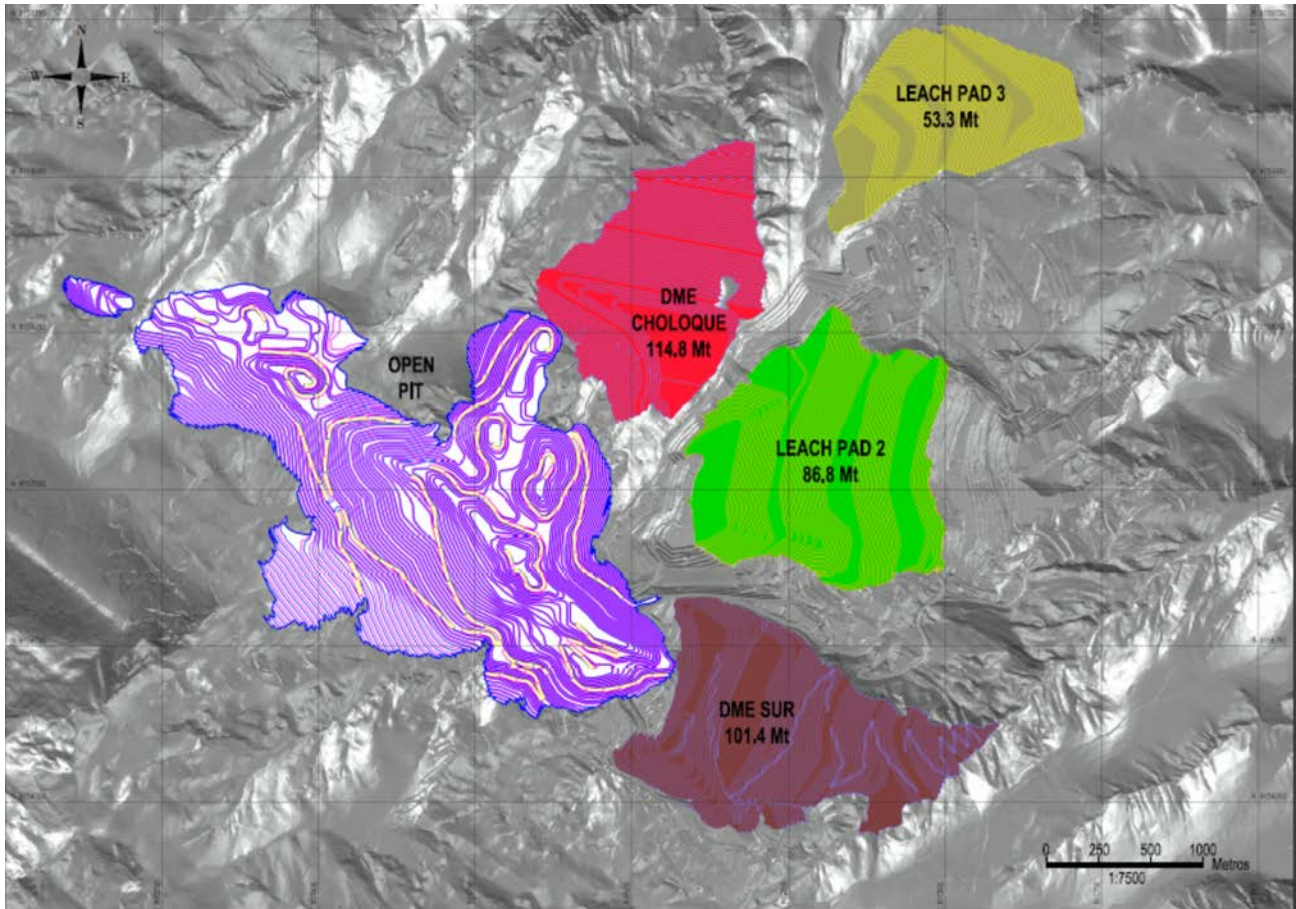 N
W E
S
LEACH PAD 3
53.3 Mt
DME
CHOLOQUE
114.8 Mt
OPEN
PIT
LEACH PAD 2
86.8 Mt
DME SUR
101.4 Mt
0 250 500 1000
Metros
1:7500